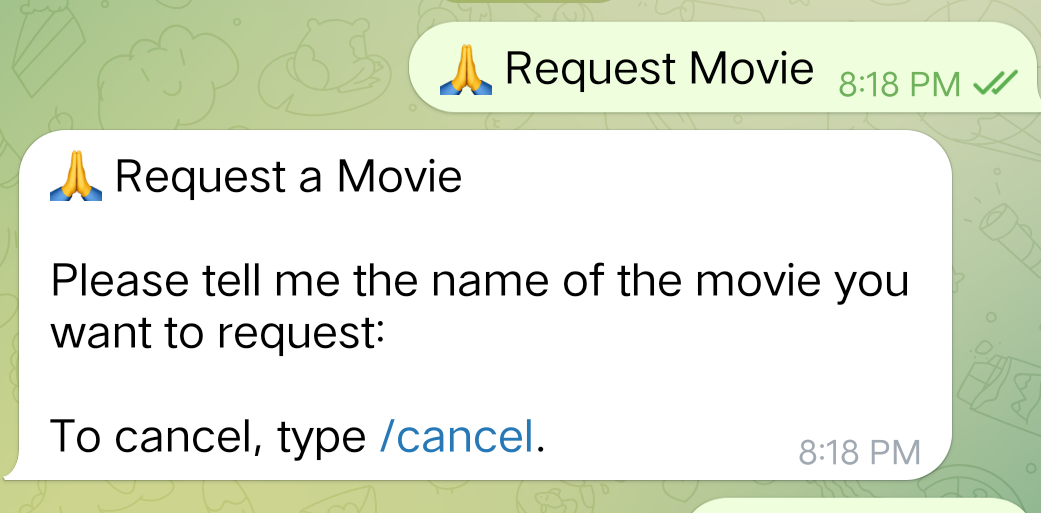 🙏 Request Movie 8:18 PM
🙏 Request a Movie
Please tell me the name of the movie you
want to request:
To cancel, type /cancel.
8:18 PM